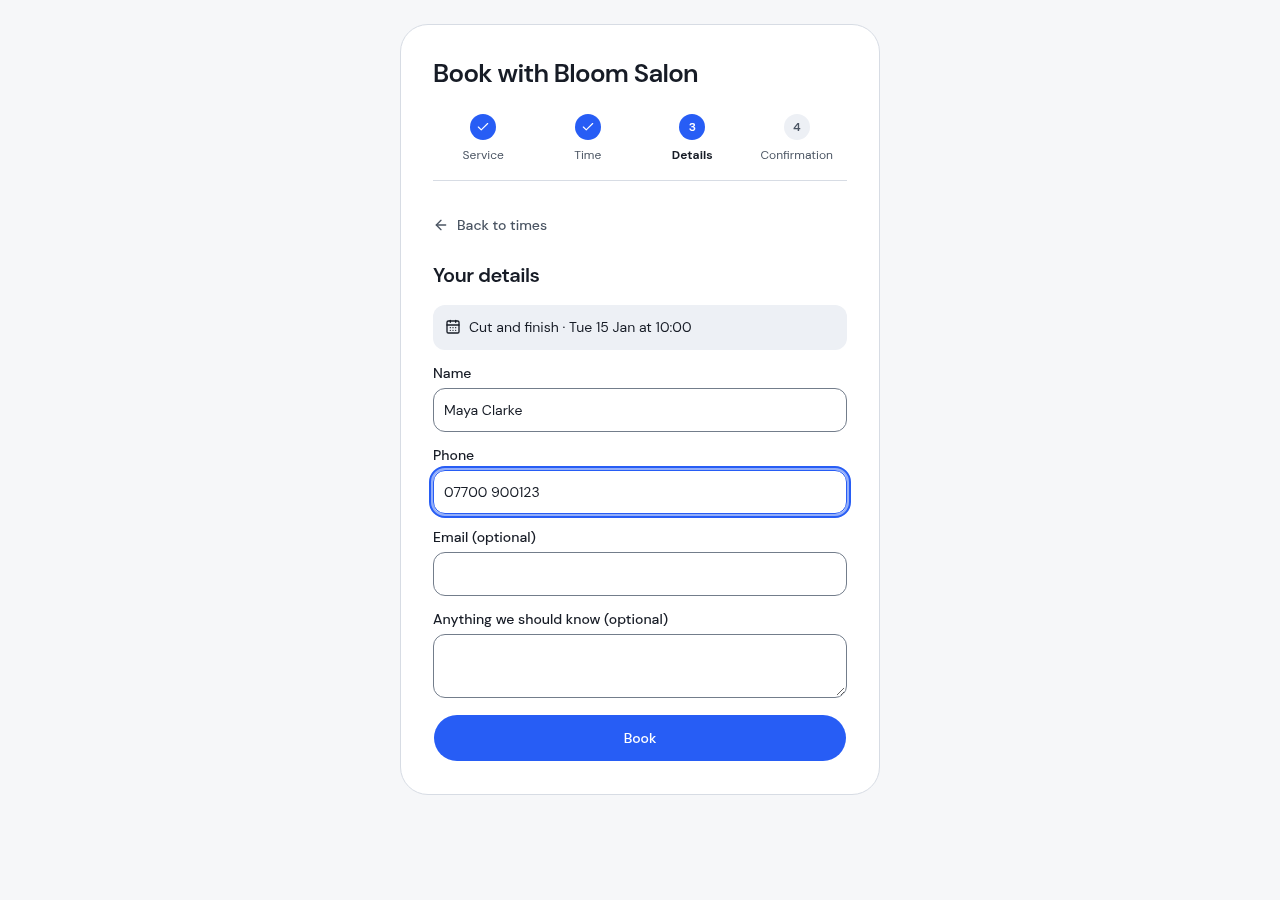 Book with Bloom Salon
3
4
Service
Time
Details
Confirmation
Back to times
Your details
Cut and finish · Tue 15 Jan at 10:00
Name
Maya Clarke
Phone
07700 900123
Email (optional)
Anything we should know (optional)
Book